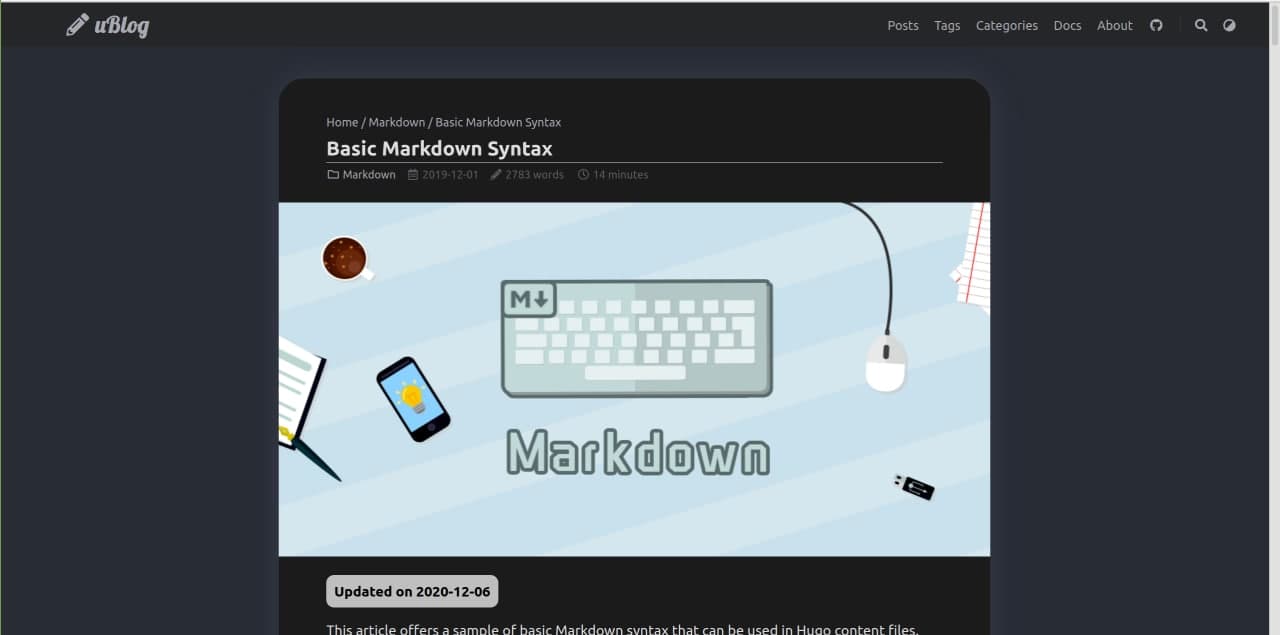 uBlog
Posts Tags Categories Docs About
Home / Markdown / Basic Markdown Syntax
Basic Markdown Syntax
Markdown 2019-12-01 2783 words 14 minutes
M
Markdown
Updated on 2020-12-06
This article offers a sample of basic Markdown syntax that can be used in Hugo content files.